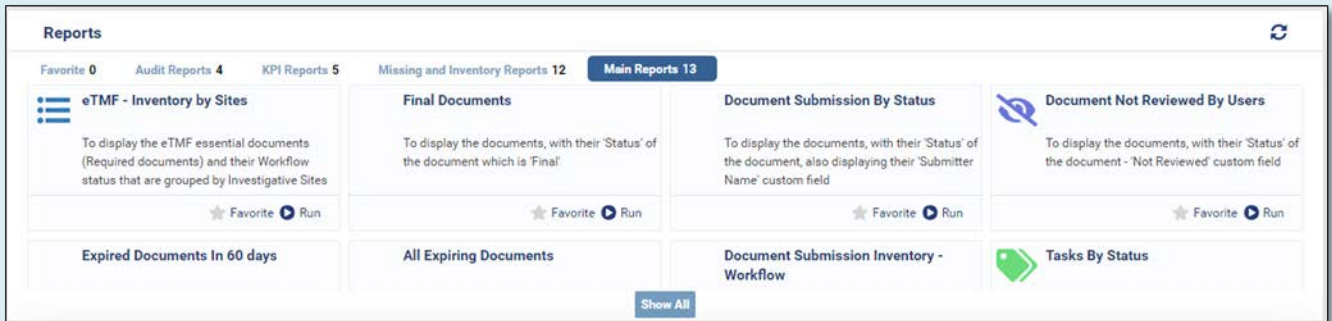 Reports
Favorite 0 Audit Reports 4 KPI Reports 5 Missing and Inventory Reports 12 Main Reports 13
eTMF - Inventory by Sites
To display the eTMF essential documents
(Required documents) and their Workflow
status that are grouped by Investigative Sites
Favorite Run
Final Documents
To display the documents, with their 'Status' of
the document which is 'Final'
Favorite Run
Document Submission By Status
To display the documents, with their 'Status' of
the document, also displaying their 'Submitter
Name' custom field
Favorite Run
Document Not Reviewed By Users
To display the documents, with their 'Status' of
the document - 'Not Reviewed' custom field
Favorite Run
Expired Documents In 60 days
All Expiring Documents
Document Submission Inventory -
Workflow
Tasks By Status
Show All